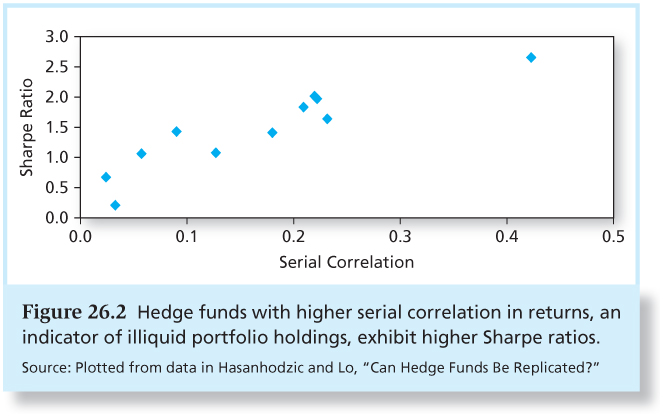 3.0
2.5
2.0
1.5
1.0
0.5
0.0
Sharpe Ratio
0.0 0.1 0.2 0.3 0.4 0.5
Serial Correlation
Figure 26.2 Hedge funds with higher serial correlation in returns, an
indicator of illiquid portfolio holdings, exhibit higher Sharpe ratios.
Source: Plotted from data in Hasanhodzic and Lo, “Can Hedge Funds Be Replicated?”